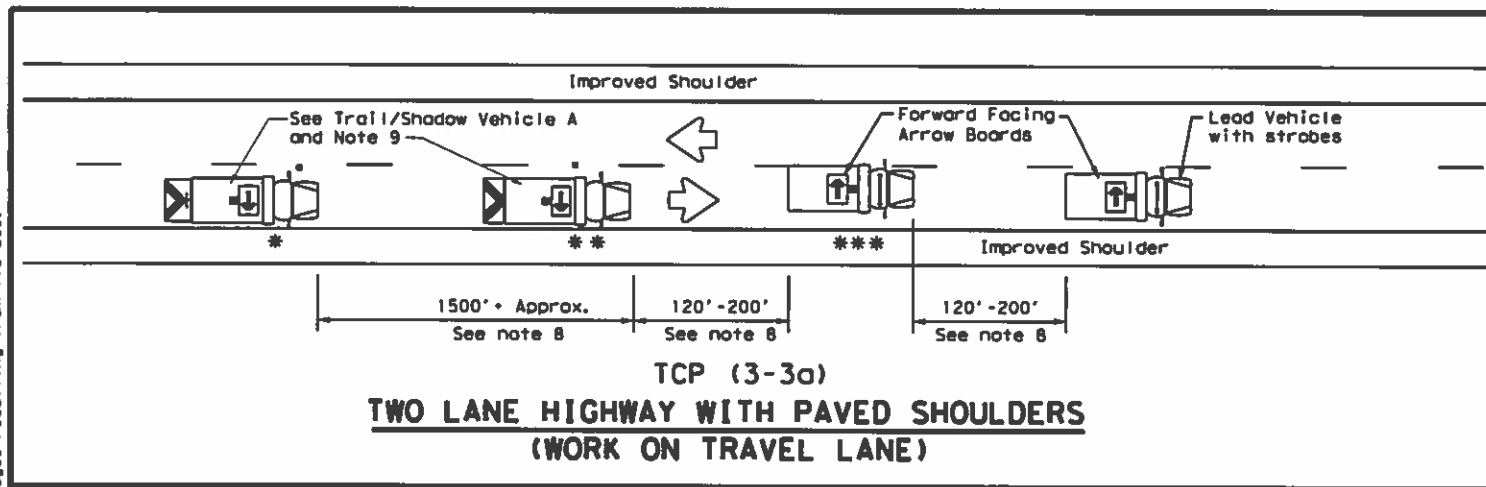 Improved Shoulder
See Trail/Shadow Vehicle A
and Note 9
Forward Facing
Arrow Boards
Lead Vehicle
with strobes
*
**
***
Improved Shoulder
1500'+ Approx.
See note 8
120'-200'
See note 8
120'-200'
See note 8
TCP (3-3a)
TWO LANE HIGHWAY WITH PAVED SHOULDERS
(WORK ON TRAVEL LANE)